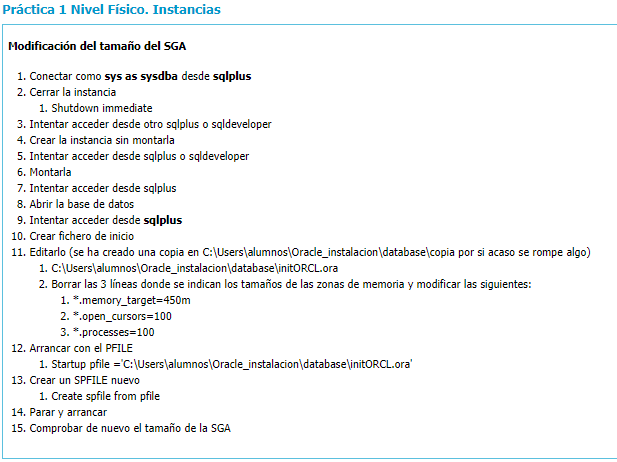 Práctica 1 Nivel Físico. Instancias
Modificación del tamaño del SGA
1. Conectar como sys as sysdba desde sqlplus
2. Cerrar la instancia
1. Shutdown immediate
3. Intentar acceder desde otro sqlplus o sqldeveloper
4. Crear la instancia sin montarla
5. Intentar acceder desde sqlplus o sqldeveloper
6. Montarla
7. Intentar acceder desde sqlplus
8. Abrir la base de datos
9. Intentar acceder desde sqlplus
10. Crear fichero de inicio
11. Editarlo (se ha creado una copia en C:\Users\alumnos\Oracle_instalacion\database\copia por si acaso se rompe algo)
1. C:\Users\alumnos\Oracle_instalacion\database\initORCL.ora
2. Borrar las 3 líneas donde se indican los tamaños de las zonas de memoria y modificar las siguientes:
1. *.memory_target=450m
2. *.open_cursors=100
3. *.processes=100
12. Arrancar con el PFILE
1. Startup pfile ='C:\Users\alumnos\Oracle_instalacion\database\initORCL.ora'
13. Crear un SPFILE nuevo
1. Create spfile from pfile
14. Parar y arrancar
15. Comprobar de nuevo el tamaño de la SGA